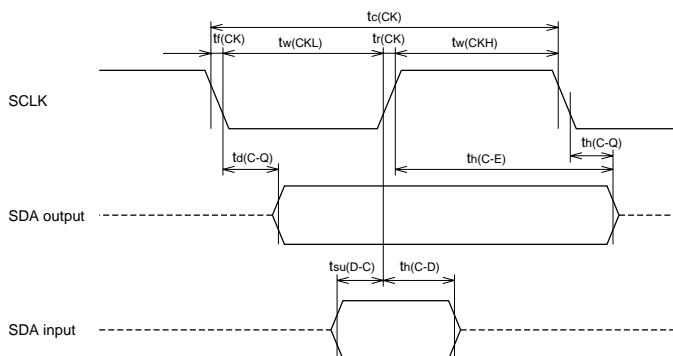 tc(CK)
tf(CK) tw(CKL) tr(CK) tw(CKH)
SCLK
td(C-Q) th(C-E) th(C-Q)
SDA output
tsu(D-C) th(C-D)
SDA input